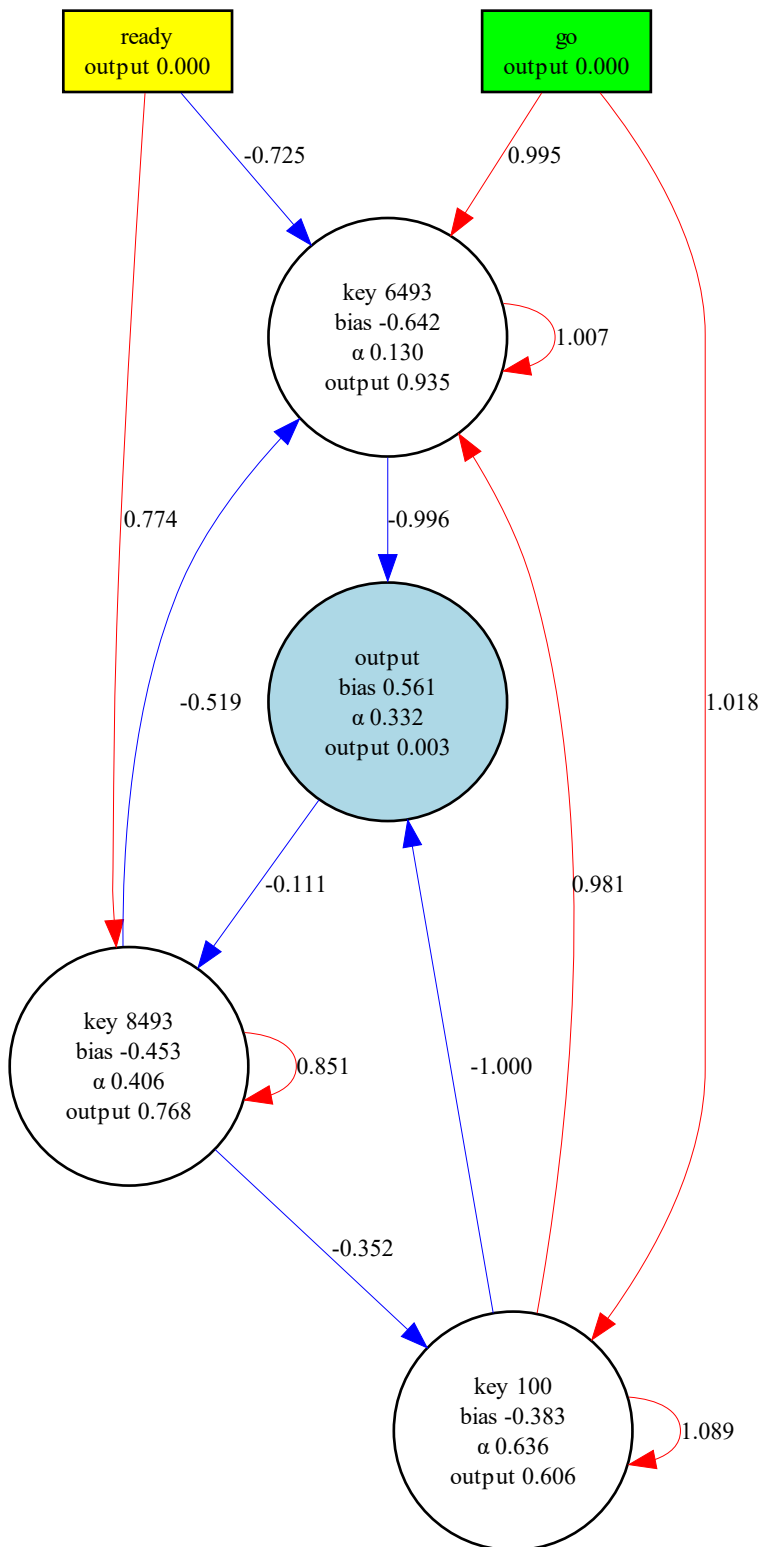 ready
output 0.000
go
output 0.000
-0.725
0.995
key 6493
bias -0.642
α 0.130
output 0.935
1.007
0.774
-0.996
output
bias 0.561
α 0.332
output 0.003
-0.519
1.018
-0.111
0.981
key 8493
bias -0.453
α 0.406
output 0.768
0.851
-1.000
-0.352
key 100
bias -0.383
α 0.636
output 0.606
1.089